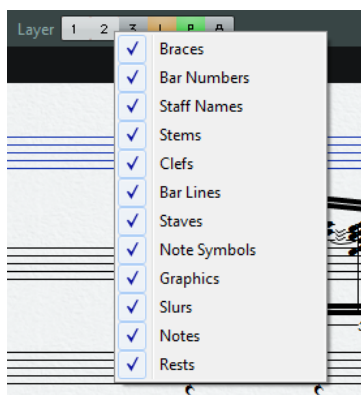 Layer 1 2 3 L P A
Braces
Bar Numbers
Staff Names
Stems
Clefs
Bar Lines
Staves
Note Symbols
Graphics
Slurs
Notes
Rests